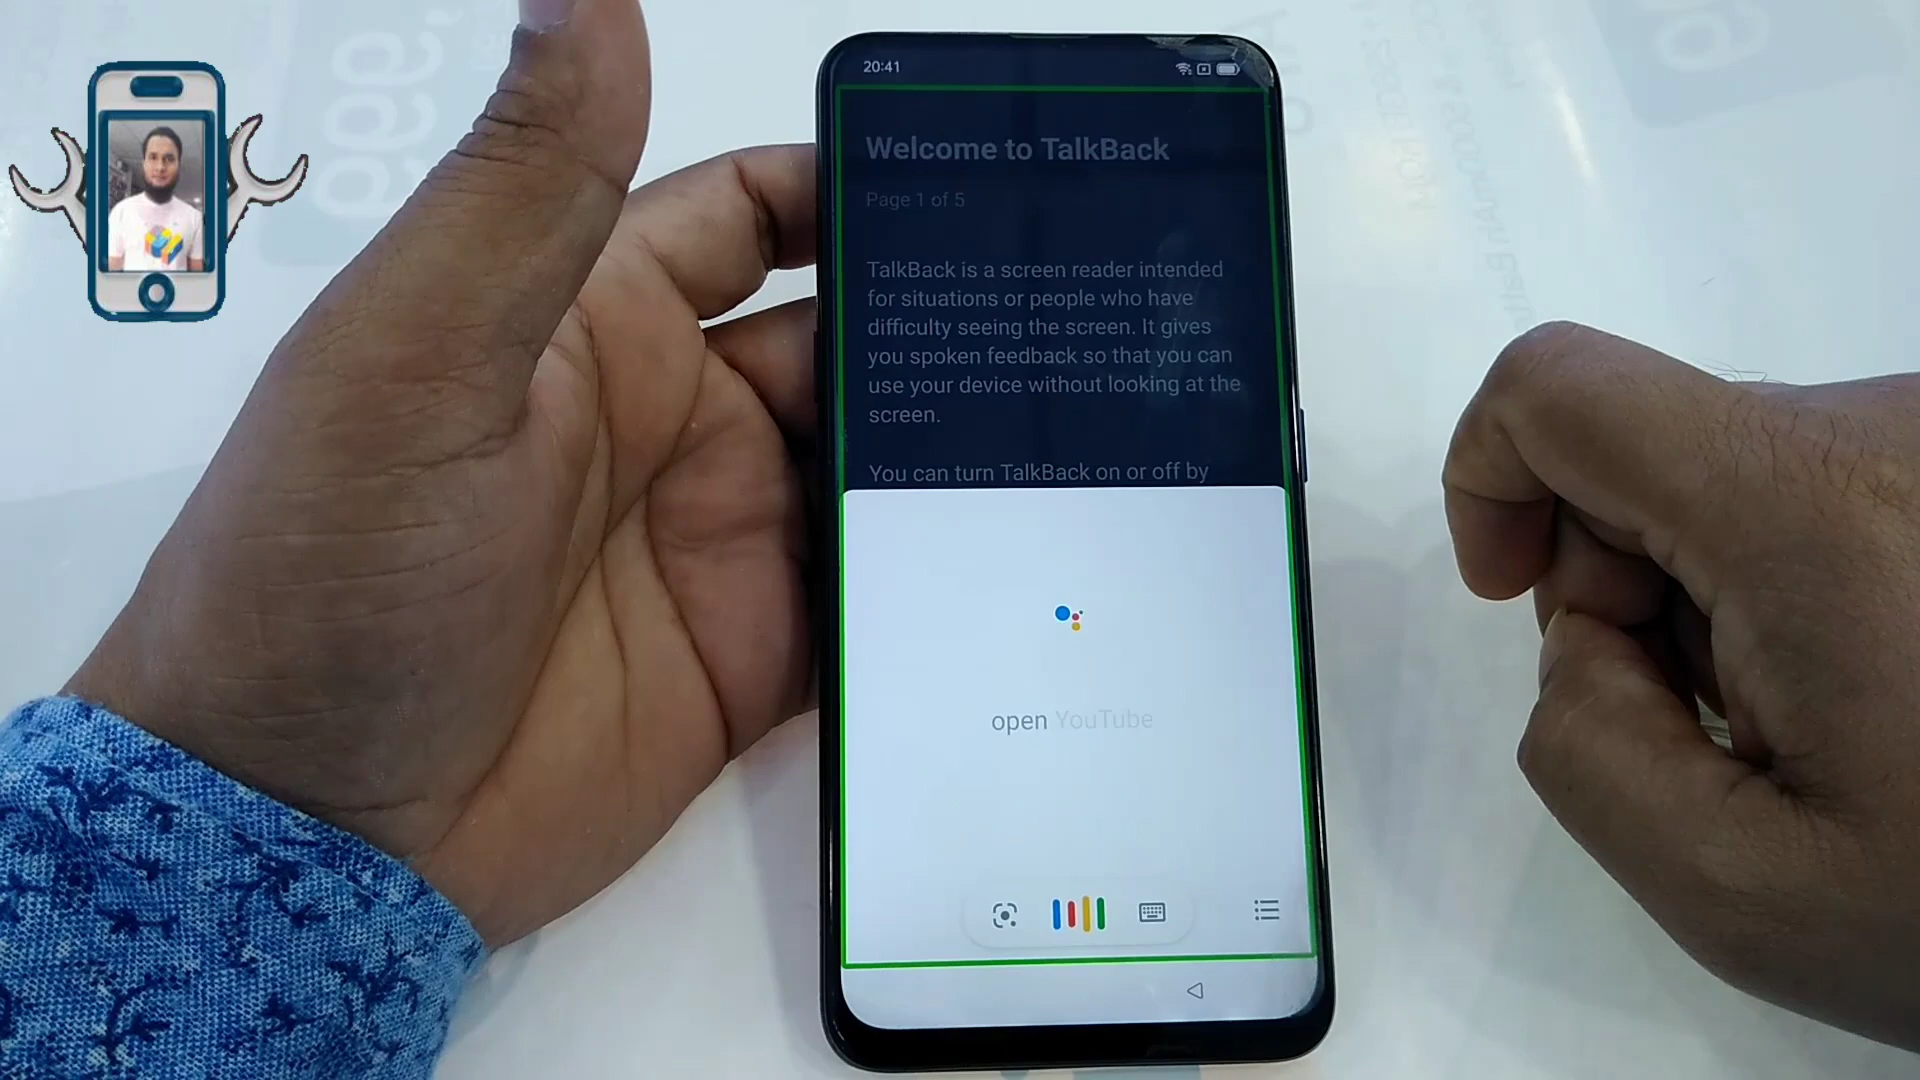 20:41
Welcome to TalkBack
Page 1 of 5
TalkBack is a screen reader intended
for situations or people who have
difficulty seeing the screen. It gives
you spoken feedback so that you can
use your device without looking at the
screen.
You can turn TalkBack on or off by
open YouTube